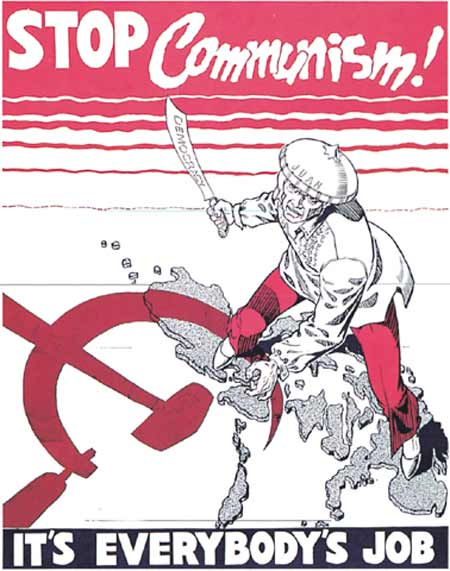 STOP Communism!
DEMOCRACY
JUAN
IT'S EVERYBODY'S JOB